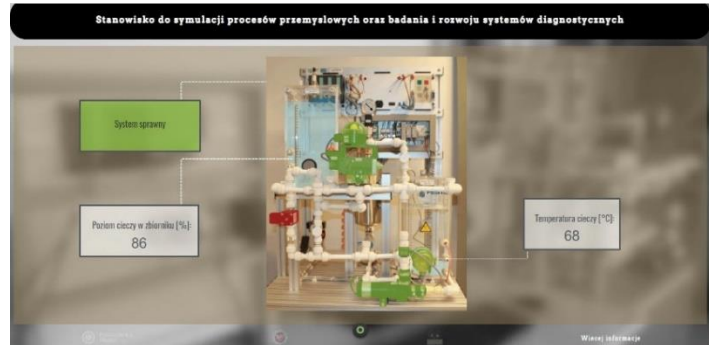 Stanowisko do symulacji procesów przemysłowych oraz badania i rozwoju systemów diagnostycznych
System sprawny
Poziom cieczy w zbiorniku [%]:
86
Temperatura cieczy [°C]:
68
Więcej informacje